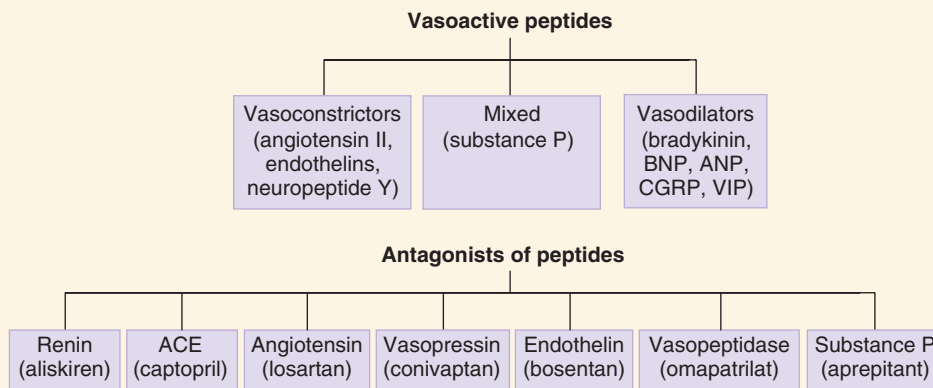 Vasoactive peptides
Vasoconstrictors
(angiotensin II,
endothelins,
neuropeptide Y)
Mixed
(substance P)
Vasodilators
(bradykinin,
BNP, ANP,
CGRP, VIP)
Antagonists of peptides
Renin
(aliskiren)
ACE
(captopril)
Angiotensin
(losartan)
Vasopressin
(conivaptan)
Endothelin
(bosentan)
Vasopeptidase
(omapatrilat)
Substance P
(aprepitant)